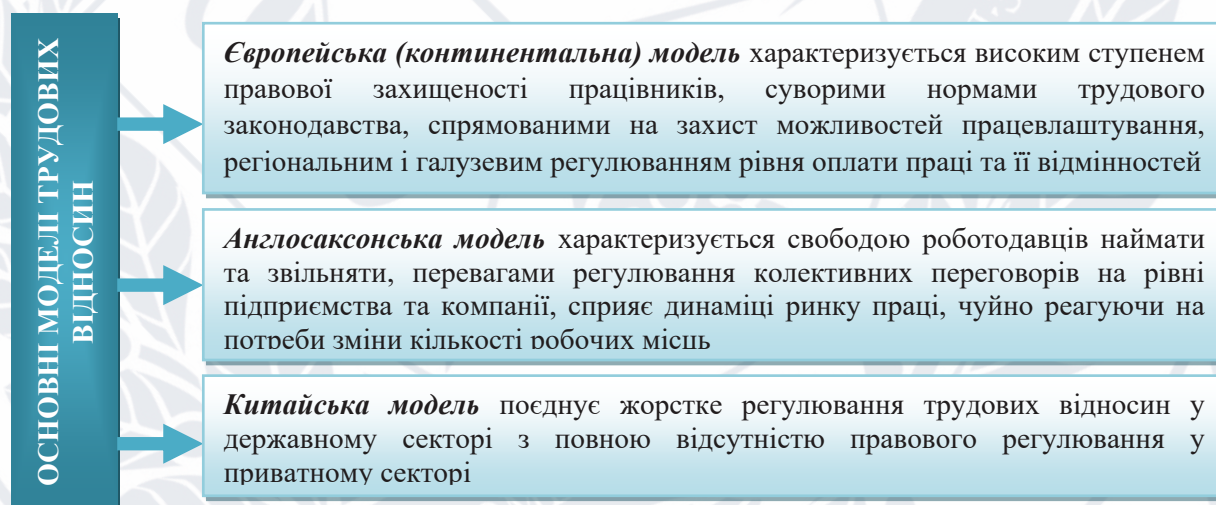 ОСНОВНІ МОДЕЛІ ТРУДОВИХ
ВІДНОСИН
Європейська (континентальна) модель характеризується високим ступенем
правової захищеності працівників, суворими нормами трудового
законодавства, спрямованими на захист можливостей працевлаштування,
регіональним і галузевим регулюванням рівня оплати праці та її відмінностей
Англосаксонська модель характеризується свободою роботодавців наймати
та звільняти, перевагами регулювання колективних переговорів на рівні
підприємства та компанії, сприяє динаміці ринку праці, чуйно реагуючи на
потреби зміни кількості робочих місць
Китайська модель поєднує жорстке регулювання трудових відносин у
державному секторі з повною відсутністю правового регулювання у
приватному секторі